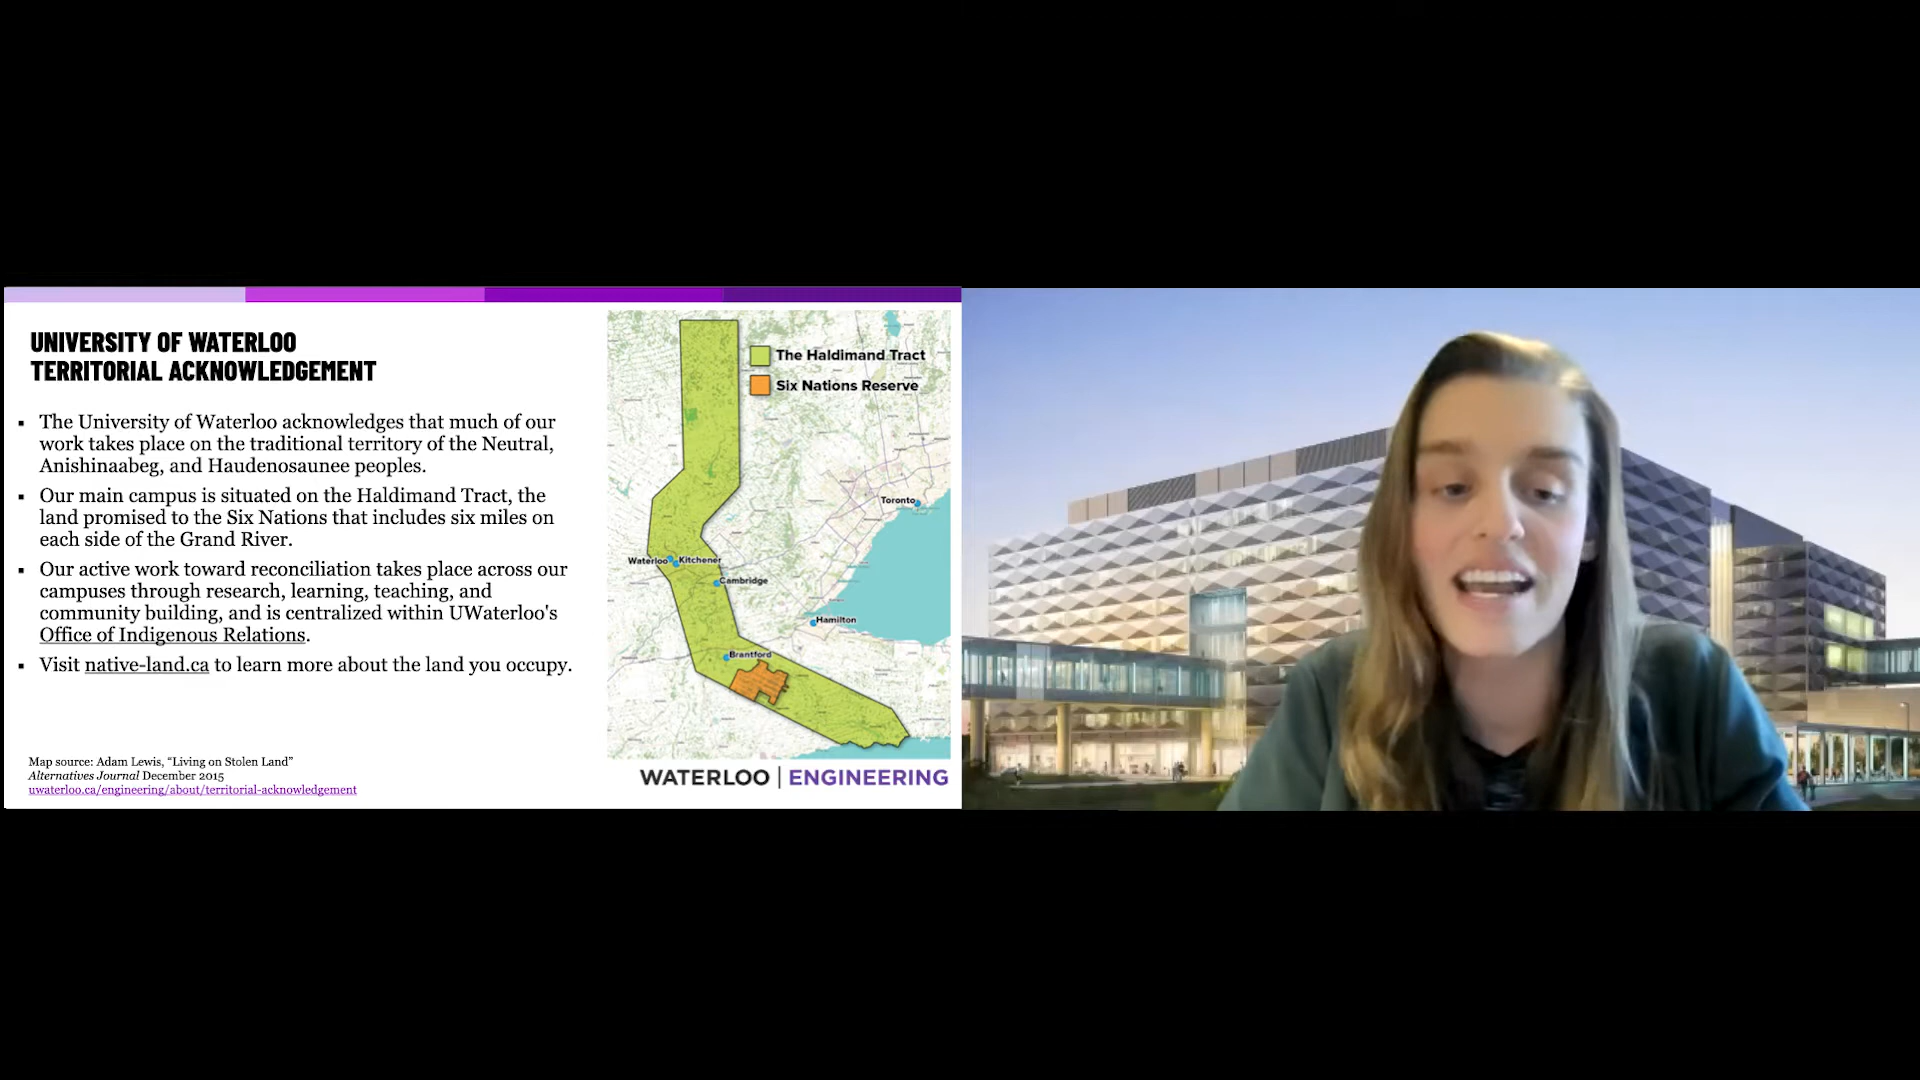 UNIVERSITY OF WATERLOO
TERRITORIAL ACKNOWLEDGEMENT
▪ The University of Waterloo acknowledges that much of our
work takes place on the traditional territory of the Neutral,
Anishinaabeg, and Haudenosaunee peoples.
▪ Our main campus is situated on the Haldimand Tract, the
land promised to the Six Nations that includes six miles on
each side of the Grand River.
▪ Our active work toward reconciliation takes place across our
campuses through research, learning, teaching, and
community building, and is centralized within UWaterloo's
Office of Indigenous Relations.
▪ Visit native-land.ca to learn more about the land you occupy.
Map source: Adam Lewis, “Living on Stolen Land”
Alternatives Journal December 2015
uwaterloo.ca/engineering/about/territorial-acknowledgement
The Haldimand Tract
Six Nations Reserve
Toronto
Waterloo
Kitchener
Cambridge
Hamilton
Brantford
WATERLOO | ENGINEERING